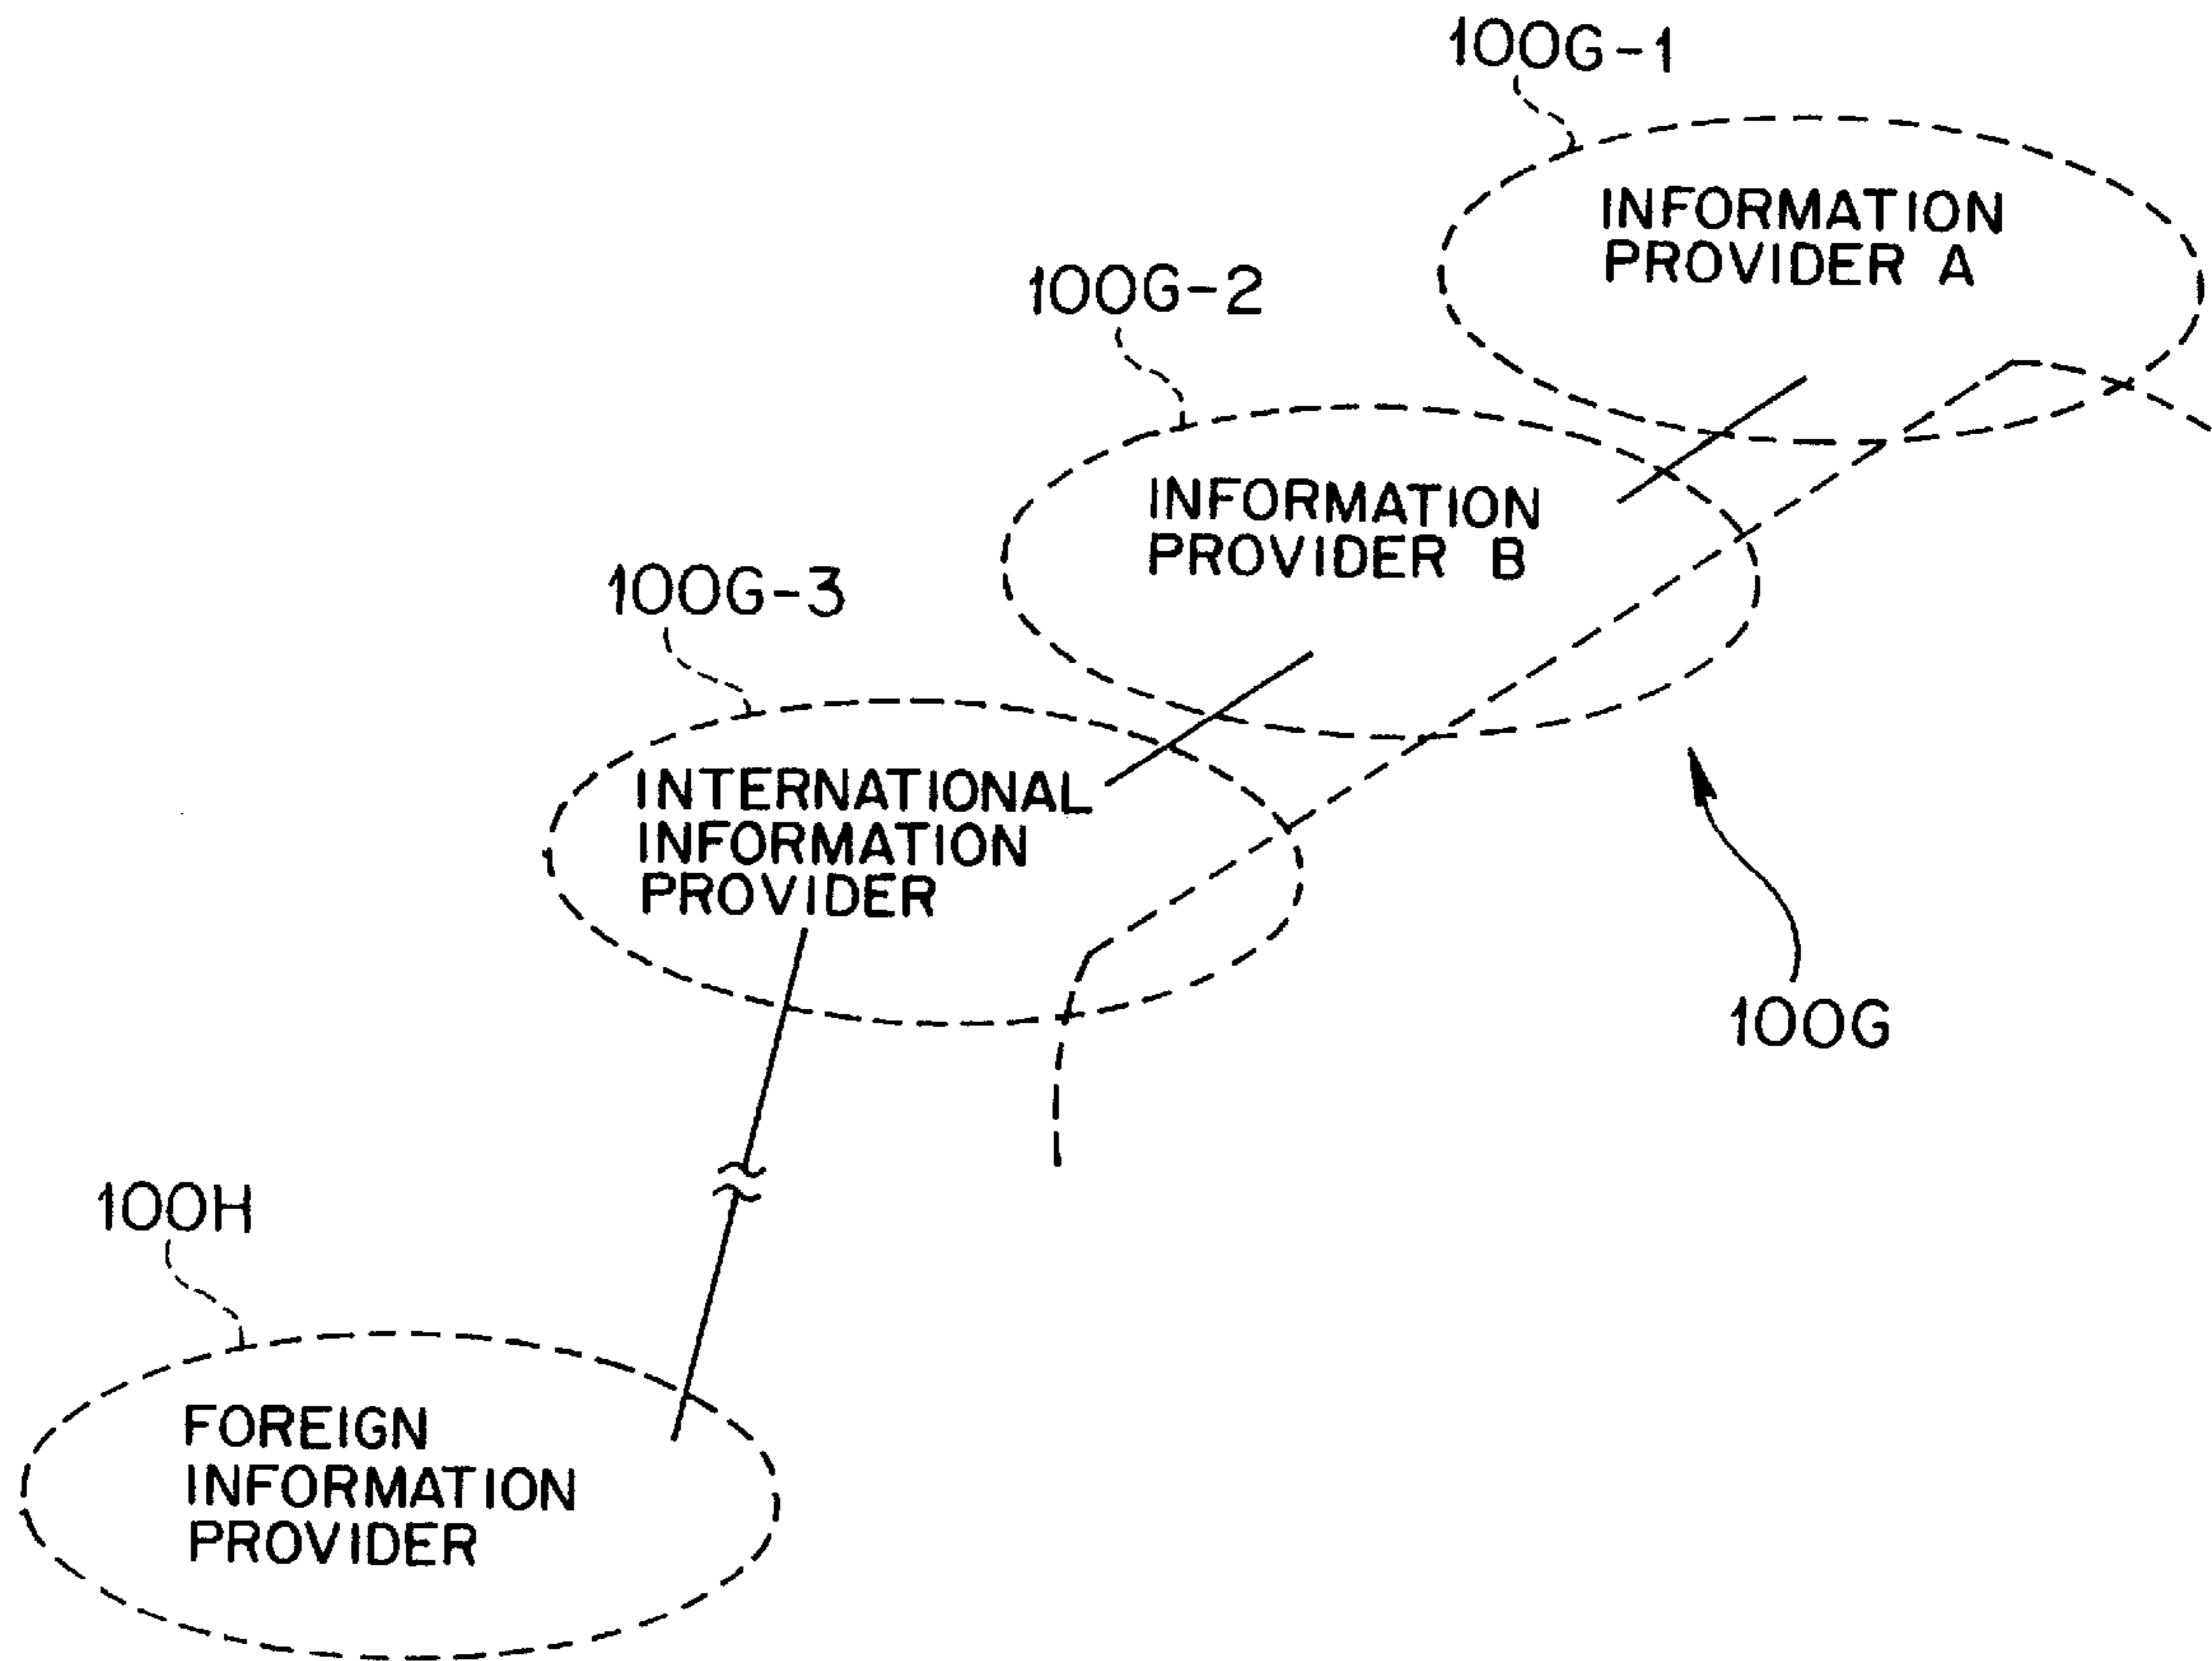 100G-1
INFORMATION
PROVIDER A
100G-2
INFORMATION
PROVIDER B
100G-3
INTERNATIONAL
INFORMATION
PROVIDER
100G
100H
FOREIGN
INFORMATION
PROVIDER